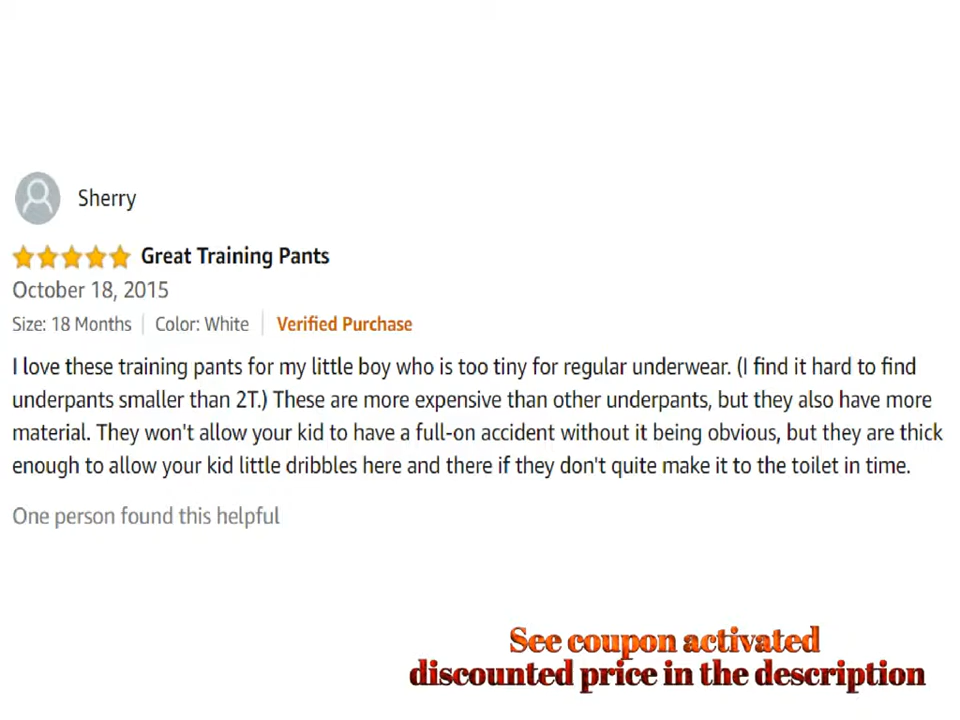 Sherry
Great Training Pants
October 18, 2015
Size: 18 Months Color: White Verified Purchase
I love these training pants for my little boy who is too tiny for regular underwear. (I find it hard to find
underpants smaller than 2T.) These are more expensive than other underpants, but they also have more
material. They won't allow your kid to have a full-on accident without it being obvious, but they are thick
enough to allow your kid little dribbles here and there if they don't quite make it to the toilet in time.
One person found this helpful
See coupon activated
discounted price in the description